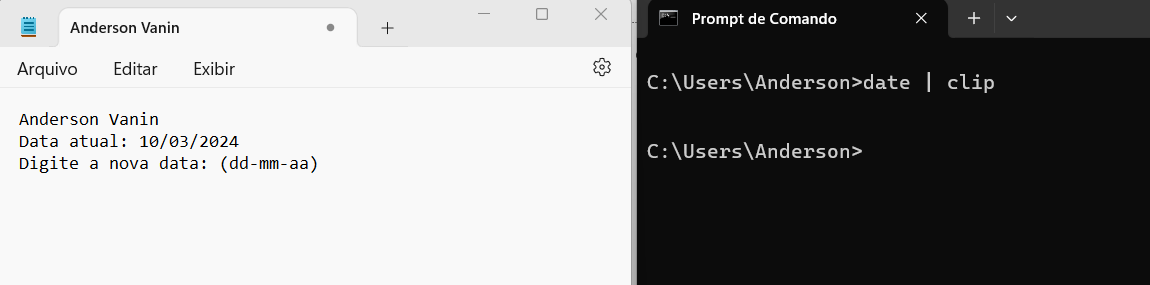 Anderson Vanin
Arquivo Editar Exibir
Anderson Vanin
Data atual: 10/03/2024
Digite a nova data: (dd-mm-aa)
Prompt de Comando
C:\Users\Anderson>date | clip
C:\Users\Anderson>